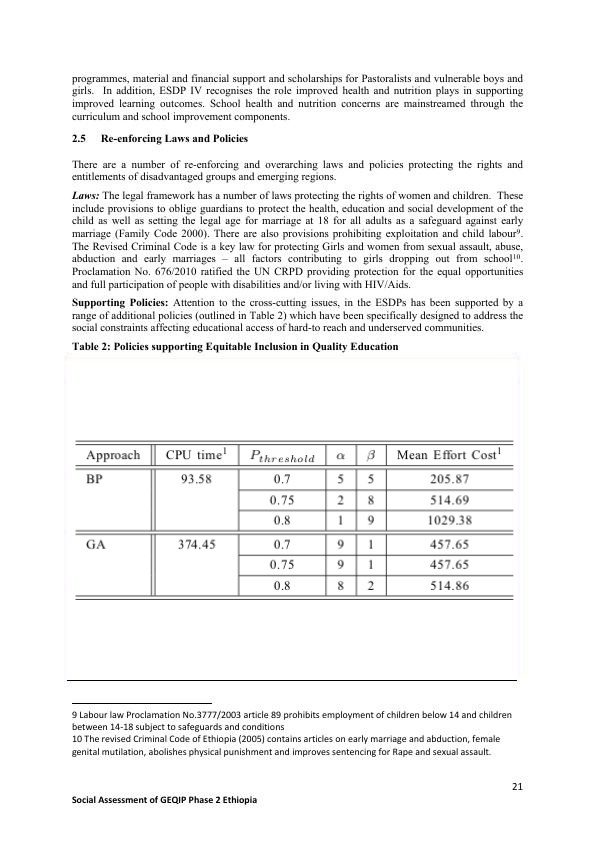 programmes, material and financial support and scholarships for Pastoralists and vulnerable boys and
girls. In addition, ESDP IV recognises the role improved health and nutrition plays in supporting
improved learning outcomes. School health and nutrition concerns are mainstreamed through the
curriculum and school improvement components.
2.5 Re-enforcing Laws and Policies
There are a number of re-enforcing and overarching laws and policies protecting the rights and
entitlements of disadvantaged groups and emerging regions.
Laws: The legal framework has a number of laws protecting the rights of women and children. These
include provisions to oblige guardians to protect the health, education and social development of the
child as well as setting the legal age for marriage at 18 for all adults as a safeguard against early
marriage (Family Code 2000). There are also provisions prohibiting exploitation and child labour⁹.
The Revised Criminal Code is a key law for protecting Girls and women from sexual assault, abuse,
abduction and early marriages – all factors contributing to girls dropping out from school¹⁰.
Proclamation No. 676/2010 ratified the UN CRPD providing protection for the equal opportunities
and full participation of people with disabilities and/or living with HIV/Aids.
Supporting Policies: Attention to the cross-cutting issues, in the ESDPs has been supported by a
range of additional policies (outlined in Table 2) which have been specifically designed to address the
social constraints affecting educational access of hard-to reach and underserved communities.
Table 2: Policies supporting Equitable Inclusion in Quality Education
Approach CPU time¹ P_threshold α β Mean Effort Cost¹
BP 93.58 0.7 5 5 205.87
0.75 2 8 514.69
0.8 1 9 1029.38
GA 374.45 0.7 9 1 457.65
0.75 9 1 457.65
0.8 8 2 514.86
9 Labour law Proclamation No.3777/2003 article 89 prohibits employment of children below 14 and children
between 14-18 subject to safeguards and conditions
10 The revised Criminal Code of Ethiopia (2005) contains articles on early marriage and abduction, female
genital mutilation, abolishes physical punishment and improves sentencing for Rape and sexual assault.
21
Social Assessment of GEQIP Phase 2 Ethiopia